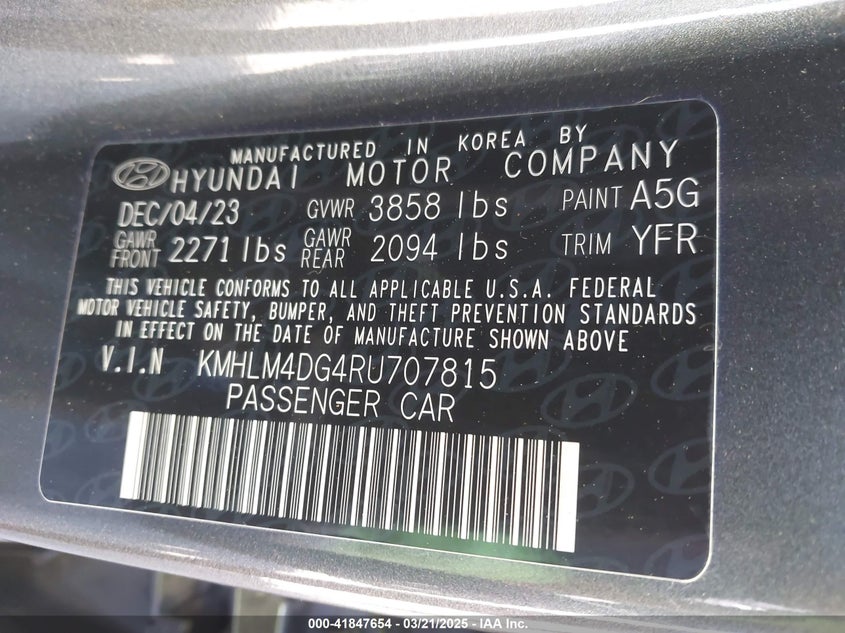 MANUFACTURED IN KOREA BY
HYUNDAI MOTOR COMPANY
DEC/04/23 GVWR 3858 lbs PAINT A5G
GAWR FRONT 2271 lbs GAWR REAR 2094 lbs TRIM YFR
THIS VEHICLE CONFORMS TO ALL APPLICABLE U.S.A. FEDERAL
MOTOR VEHICLE SAFETY, BUMPER, AND THEFT PREVENTION STANDARDS
IN EFFECT ON THE DATE OF MANUFACTURE SHOWN ABOVE
V.I.N KMHLM4DG4RU707815
PASSENGER CAR
000-41847654 — 03/21/2025 — IAA, Inc.